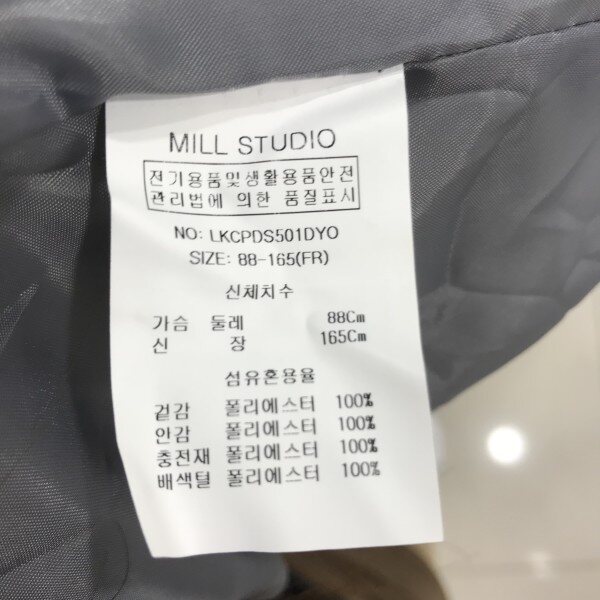 MILL STUDIO
전기용품및생활용품안전
관리법에 의한 품질표시
NO: LKCPDS501DYO
SIZE: 88-165(FR)
신체치수
가슴 둘레 88Cm
신 장 165Cm
섬유혼용율
겉감 폴리에스터 100%
안감 폴리에스터 100%
충전재 폴리에스터 100%
배색털 폴리에스터 100%